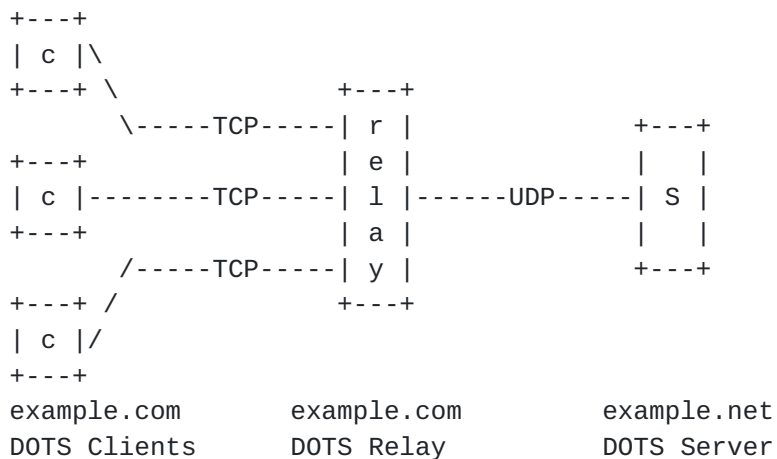 +---+
| c |\
+---+ \                +---+
       \-----TCP-----| r |                +---+
+---+                | e |                |   |
| c |--------TCP-----| l |------UDP-----| S |
+---+                | a |                |   |
       /-----TCP-----| y |                +---+
+---+ /                +---+
| c |/
+---+
example.com example.com example.net
DOTS Clients DOTS Relay DOTS Server